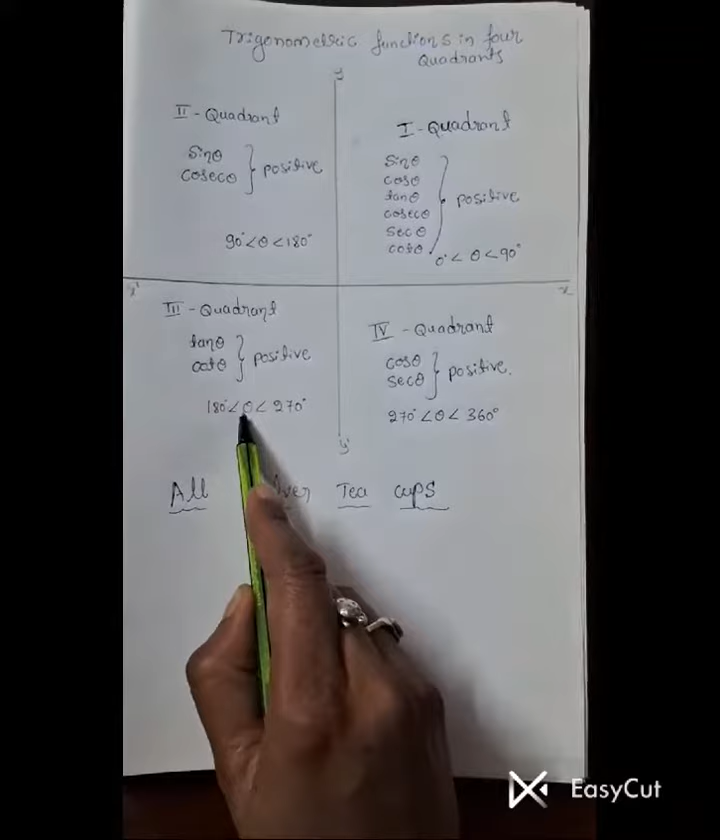 Trigonometric functions in four
Quadrants
y
II - Quadrant
sinθ
cosecθ
positive
90° < θ < 180°
I - Quadrant
sinθ
cosθ
tanθ
cosecθ
secθ
cotθ
positive
0° < θ < 90°
x'
x
III - Quadrant
tanθ
cotθ
positive
180° < θ < 270°
IV - Quadrant
cosθ
secθ
positive.
270° < θ < 360°
y'
All Tea cups
EasyCut